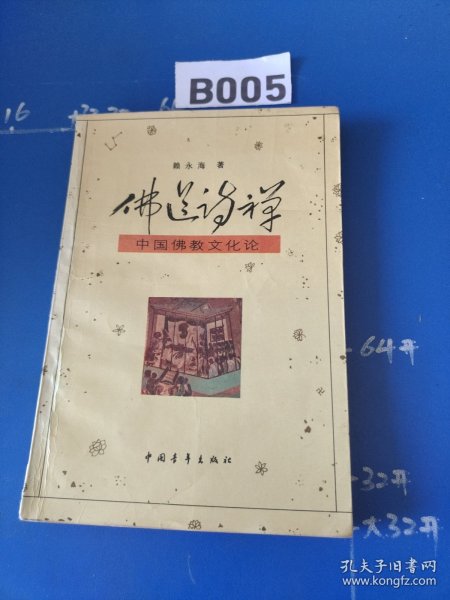 B005
16
赖永海 著
佛道诗禅
中国佛教文化论
中国青年出版社
64开
32开
大32开
孔夫子旧书网
www.kongfz.com